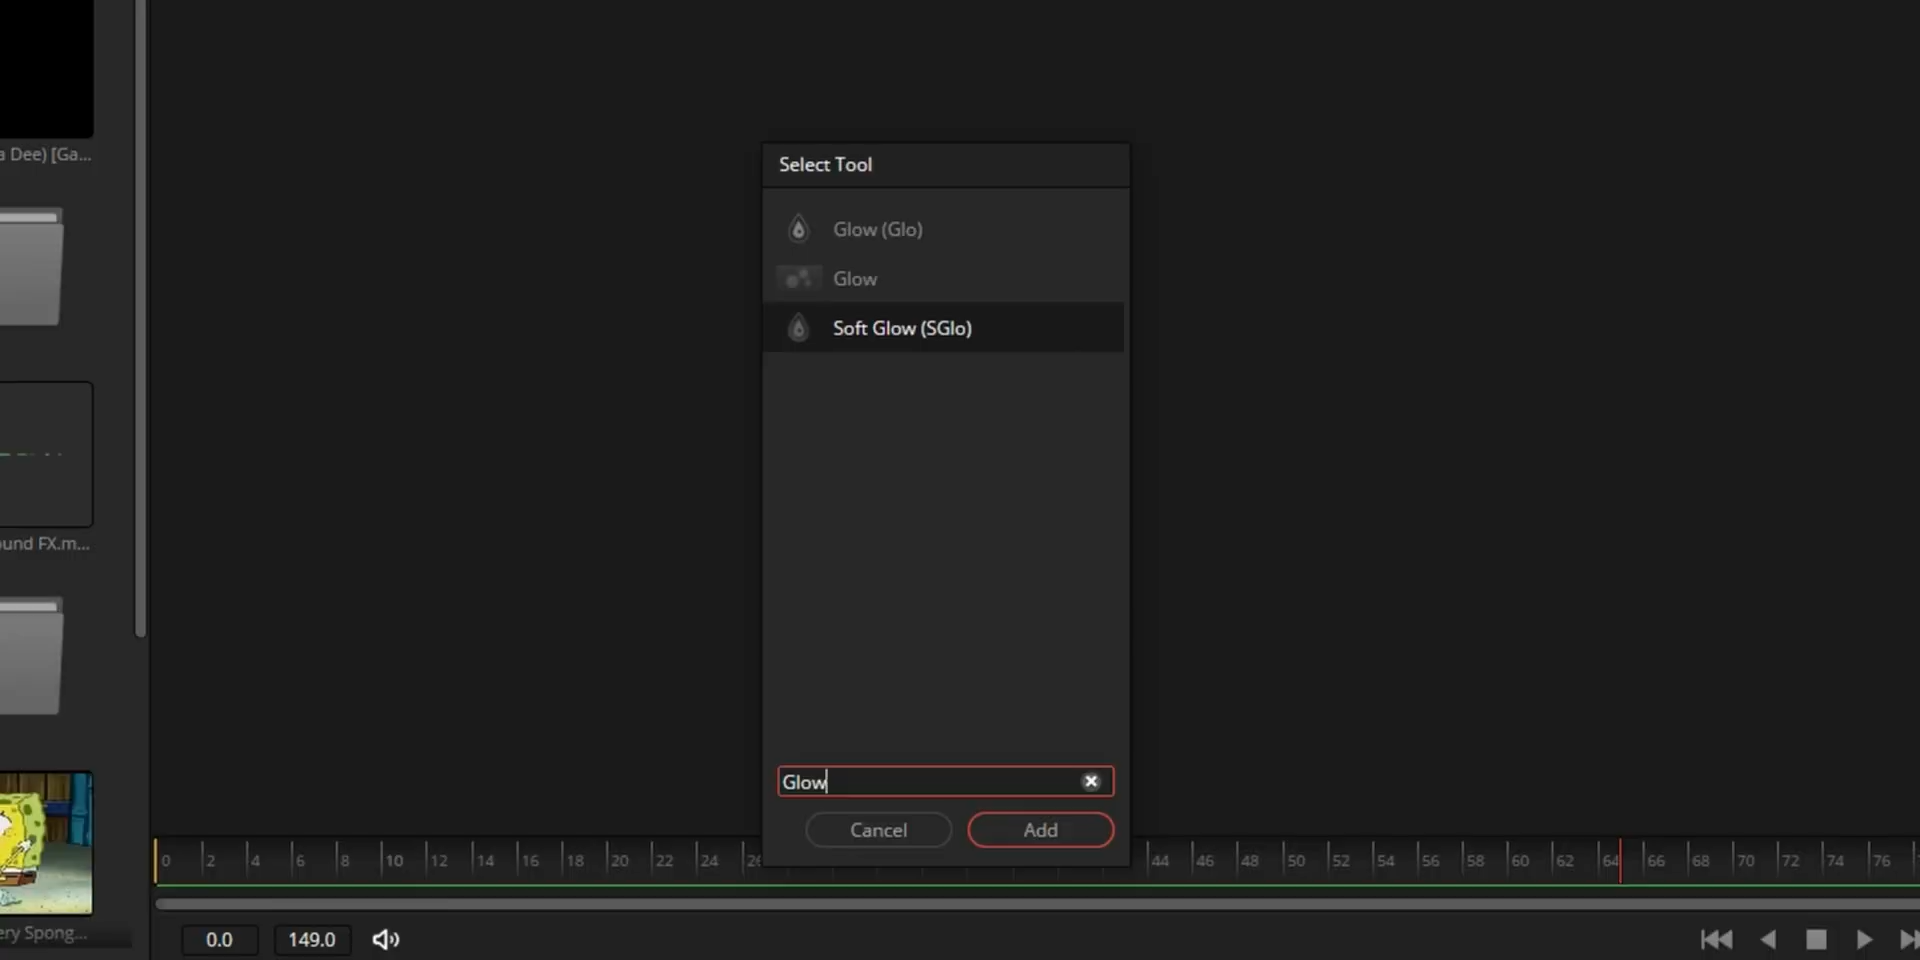 a Dee) [Ga...
Select Tool
Glow (Glo)
Glow
Soft Glow (SGlo)
ound FX.m...
Glow
Cancel Add
0 2 4 6 8 10 12 14 16 18 20 22 24 26 44 46 48 50 52 54 56 58 60 62 64 66 68 70 72 74 76
ery Spong...
0.0 149.0